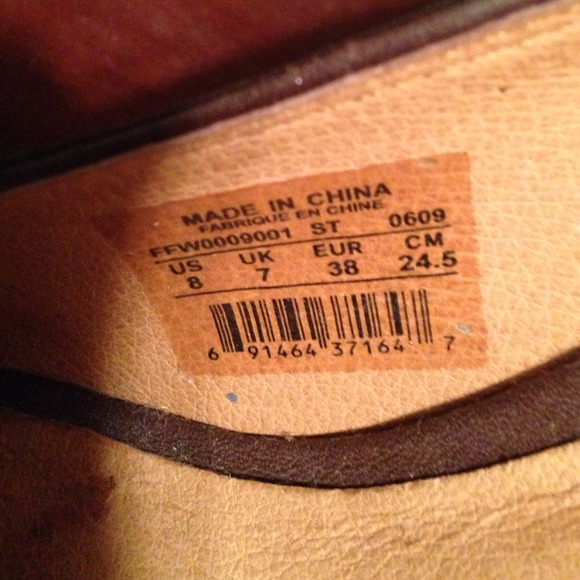 MADE IN CHINA
FABRIQUE EN CHINE
FFW0009001 ST 0609
US UK EUR CM
8 7 38 24.5
6 91464 37164 7